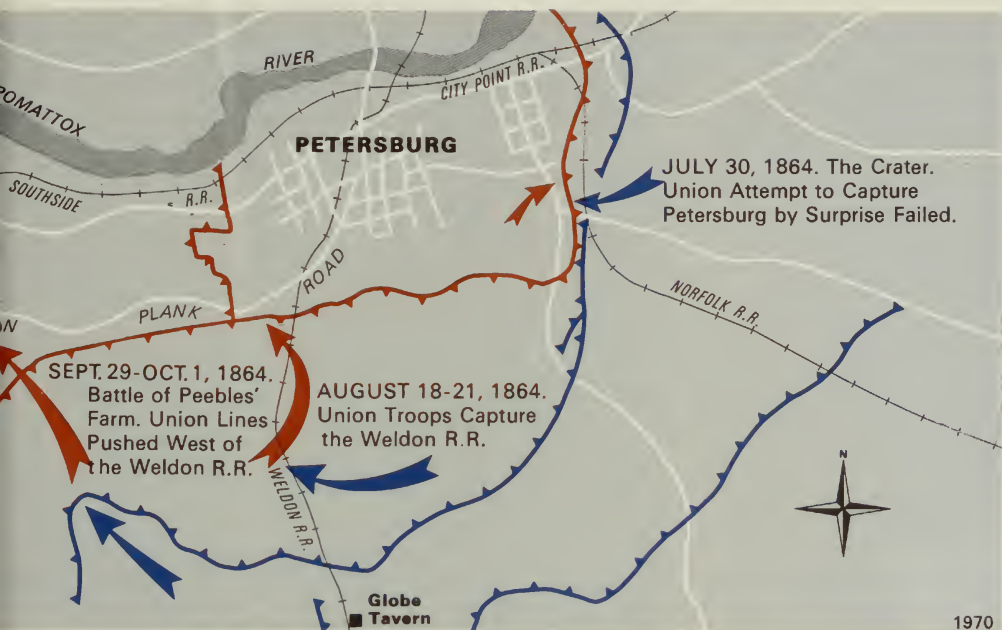 RIVER
CITY POINT R.R.
POMATTOX
PETERSBURG
SOUTHSIDE
R.R.
JULY 30, 1864. The Crater.
Union Attempt to Capture
Petersburg by Surprise Failed.
ROAD
NORFOLK R.R.
PLANK
SEPT. 29-OCT. 1, 1864.
Battle of Peebles'
Farm. Union Lines
Pushed West of
the Weldon R.R.
AUGUST 18-21, 1864.
Union Troops Capture
the Weldon R.R.
WELDON R.R.
N
Globe
Tavern
1970